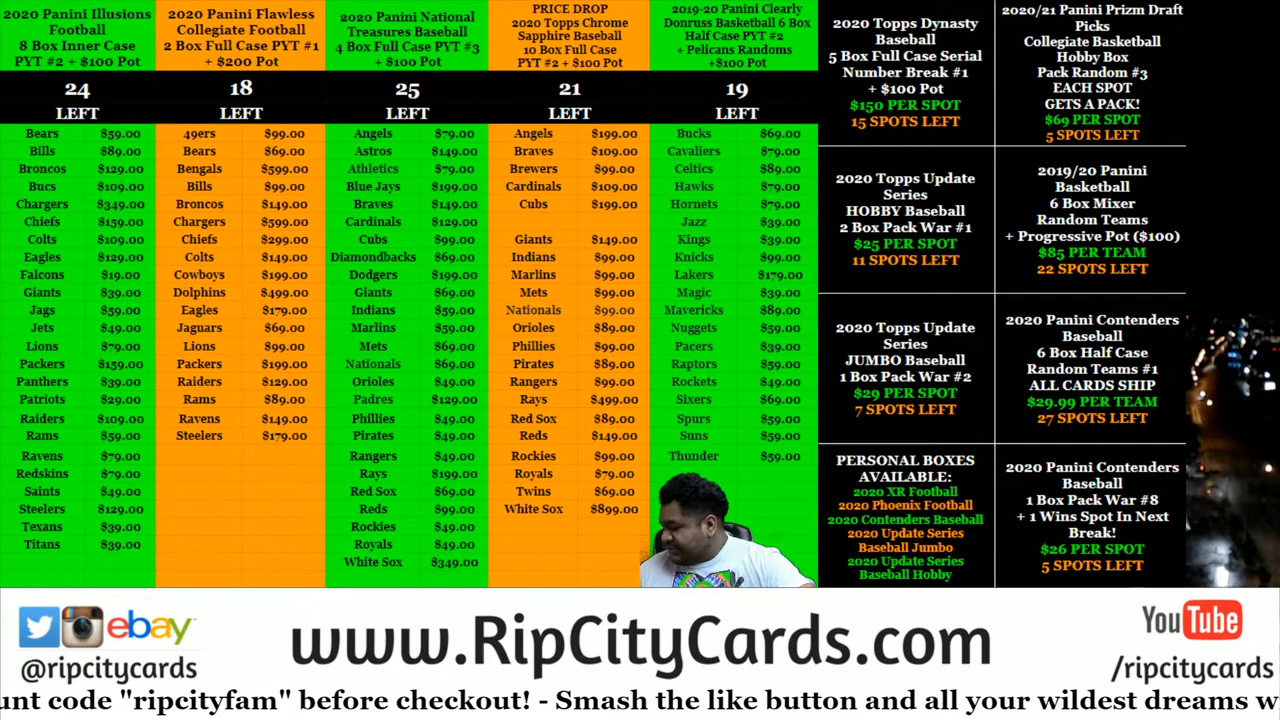 2020 Panini Illusions
Football
8 Box Inner Case
PYT #2 + $100 Pot
24
LEFT
Bears $59.00
Bills $89.00
Broncos $129.00
Bucs $109.00
Chargers $349.00
Chiefs $159.00
Colts $109.00
Eagles $129.00
Falcons $19.00
Giants $39.00
Jags $59.00
Jets $49.00
Lions $79.00
Packers $159.00
Panthers $39.00
Patriots $29.00
Raiders $109.00
Rams $59.00
Ravens $79.00
Redskins $79.00
Saints $49.00
Steelers $129.00
Texans $39.00
Titans $39.00
2020 Panini Flawless
Collegiate Football
2 Box Full Case PYT #1
+ $200 Pot
18
LEFT
49ers $99.00
Bears $69.00
Bengals $599.00
Bills $99.00
Broncos $149.00
Chargers $599.00
Chiefs $299.00
Colts $149.00
Cowboys $199.00
Dolphins $499.00
Eagles $179.00
Jaguars $69.00
Lions $99.00
Packers $199.00
Raiders $129.00
Rams $89.00
Ravens $149.00
Steelers $179.00
2020 Panini National
Treasures Baseball
4 Box Full Case PYT #3
+ $100 Pot
25
LEFT
Angels $79.00
Astros $149.00
Athletics $79.00
Blue Jays $199.00
Braves $149.00
Cardinals $129.00
Cubs $99.00
Diamondbacks $69.00
Dodgers $199.00
Giants $69.00
Indians $59.00
Marlins $59.00
Mets $69.00
Nationals $69.00
Orioles $49.00
Padres $129.00
Phillies $49.00
Pirates $49.00
Rangers $49.00
Rays $199.00
Red Sox $69.00
Reds $99.00
Rockies $49.00
Royals $49.00
White Sox $349.00
PRICE DROP
2020 Topps Chrome
Sapphire Baseball
10 Box Full Case
PYT #2 + $100 Pot
21
LEFT
Angels $199.00
Braves $109.00
Brewers $99.00
Cardinals $109.00
Cubs $199.00
Giants $149.00
Indians $99.00
Marlins $99.00
Mets $99.00
Nationals $99.00
Orioles $89.00
Phillies $99.00
Pirates $89.00
Rangers $99.00
Rays $499.00
Red Sox $89.00
Reds $149.00
Rockies $99.00
Royals $79.00
Twins $69.00
White Sox $899.00
2019-20 Panini Clearly
Donruss Basketball 6 Box
Half Case PYT #2
+ Pelicans Randoms
+$100 Pot
19
LEFT
Bucks $69.00
Cavaliers $79.00
Celtics $89.00
Hawks $79.00
Hornets $79.00
Jazz $39.00
Kings $39.00
Knicks $99.00
Lakers $179.00
Magic $39.00
Mavericks $89.00
Nuggets $59.00
Pacers $39.00
Raptors $59.00
Rockets $49.00
Sixers $69.00
Spurs $59.00
Suns $59.00
Thunder $59.00
2020 Topps Dynasty
Baseball
5 Box Full Case Serial
Number Break #1
+ $100 Pot
$150 PER SPOT
15 SPOTS LEFT
2020 Topps Update
Series
HOBBY Baseball
2 Box Pack War #1
$25 PER SPOT
11 SPOTS LEFT
2020 Topps Update
Series
JUMBO Baseball
1 Box Pack War #2
$29 PER SPOT
7 SPOTS LEFT
PERSONAL BOXES
AVAILABLE:
2020 XR Football
2020 Phoenix Football
2020 Contenders Baseball
2020 Update Series
Baseball Jumbo
2020 Update Series
Baseball Hobby
2020/21 Panini Prizm Draft
Picks
Collegiate Basketball
Hobby Box
Pack Random #3
EACH SPOT
GETS A PACK!
$69 PER SPOT
5 SPOTS LEFT
2019/20 Panini
Basketball
6 Box Mixer
Random Teams
+ Progressive Pot ($100)
$85 PER TEAM
22 SPOTS LEFT
2020 Panini Contenders
Baseball
6 Box Half Case
Random Teams #1
ALL CARDS SHIP
$29.99 PER TEAM
27 SPOTS LEFT
2020 Panini Contenders
Baseball
1 Box Pack War #8
+ 1 Wins Spot In Next
Break!
$26 PER SPOT
5 SPOTS LEFT
ebay
@ripcitycards
www.RipCityCards.com
YouTube
/ripcitycards
unt code "ripcityfam" before checkout! - Smash the like button and all your wildest dreams w